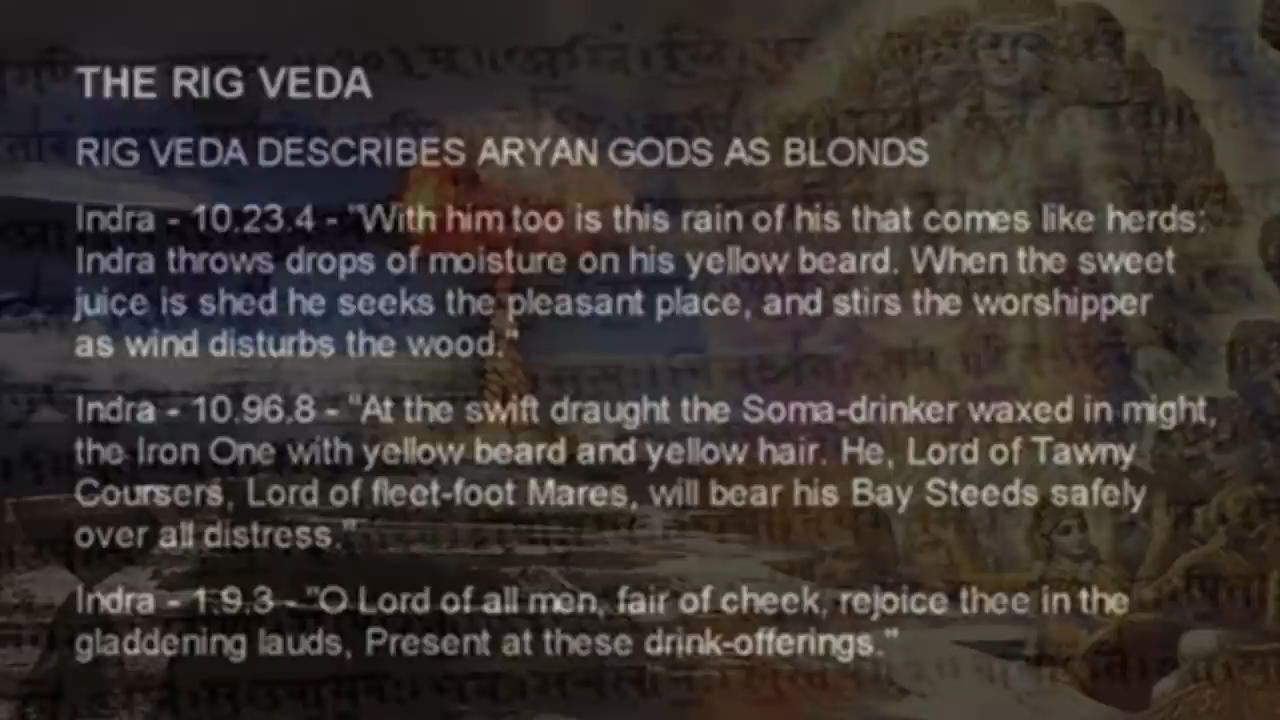 THE RIG VEDA
RIG VEDA DESCRIBES ARYAN GODS AS BLONDS
Indra - 10.23.4 - "With him too is this rain of his that comes like herds:
Indra throws drops of moisture on his yellow beard. When the sweet
juice is shed he seeks the pleasant place, and stirs the worshipper
as wind disturbs the wood."
Indra - 10.96.8 - "At the swift draught the Soma-drinker waxed in might,
the Iron One with yellow beard and yellow hair. He, Lord of Tawny
Coursers, Lord of fleet-foot Mares, will bear his Bay Steeds safely
over all distress."
Indra - 1.9.3 - "O Lord of all men, fair of cheek, rejoice thee in the
gladdening lauds, Present at these drink-offerings."